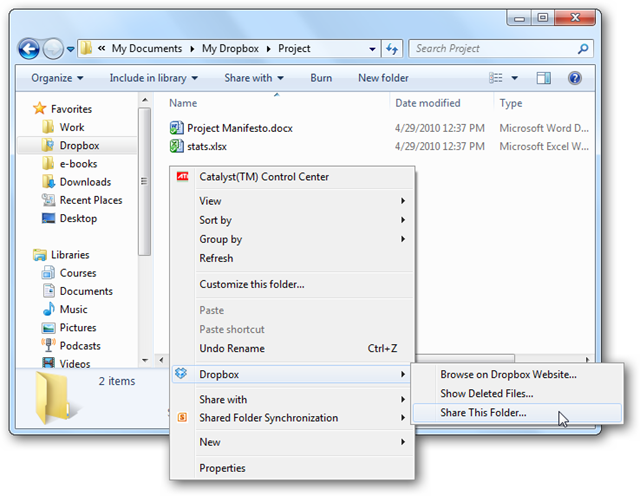 « My Documents ▸ My Dropbox ▸ Project
Search Project
Organize Include in library Share with Burn New folder
Favorites
Work
Dropbox
e-books
Downloads
Recent Places
Desktop
Libraries
Courses
Documents
Music
Pictures
Podcasts
Videos
Name Date modified Type
Project Manifesto.docx 4/29/2010 12:37 PM Microsoft Word D...
stats.xlsx 4/29/2010 12:37 PM Microsoft Excel W...
2 items
ATI Catalyst(TM) Control Center
View
Sort by
Group by
Refresh
Customize this folder...
Paste
Paste shortcut
Undo Rename Ctrl+Z
Dropbox
Share with
Shared Folder Synchronization
New
Properties
Browse on Dropbox Website...
Show Deleted Files...
Share This Folder...